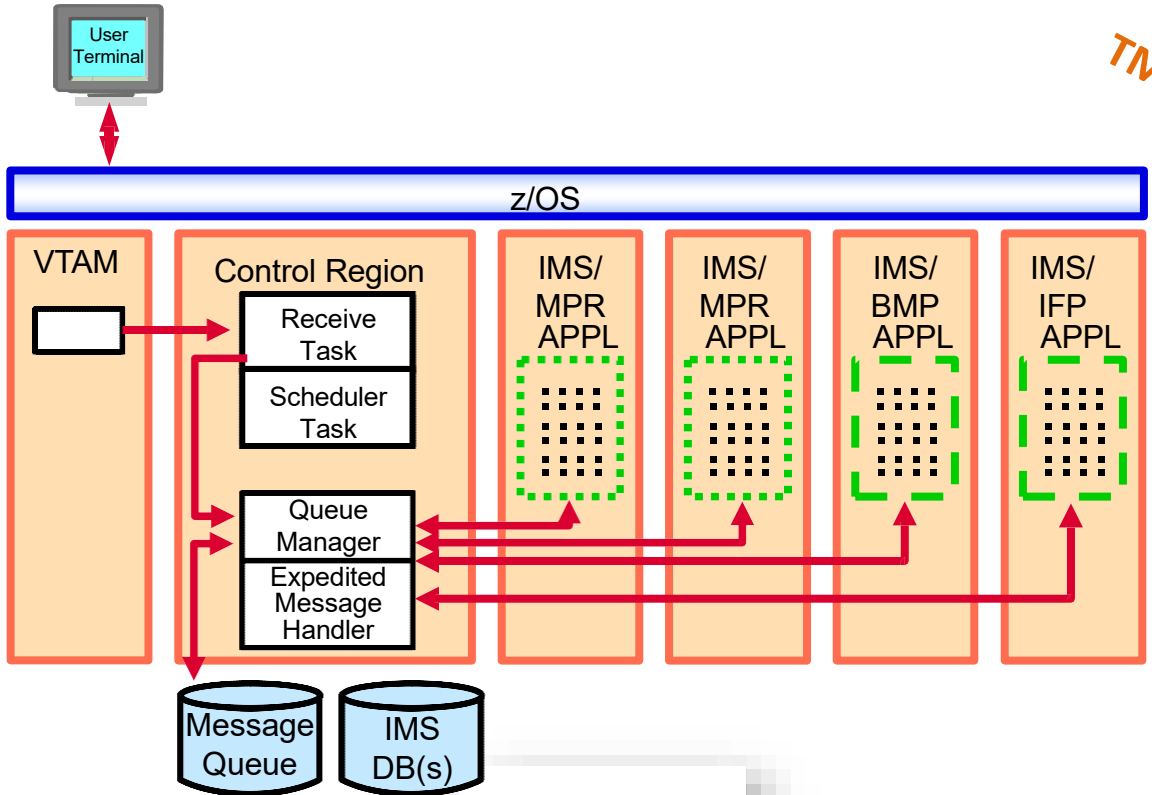 User
Terminal
TM
z/OS
VTAM
Control Region
Receive
Task
Scheduler
Task
Queue
Manager
Expedited
Message
Handler
IMS/
MPR
APPL
IMS/
MPR
APPL
IMS/
BMP
APPL
IMS/
IFP
APPL
Message
Queue
IMS
DB(s)